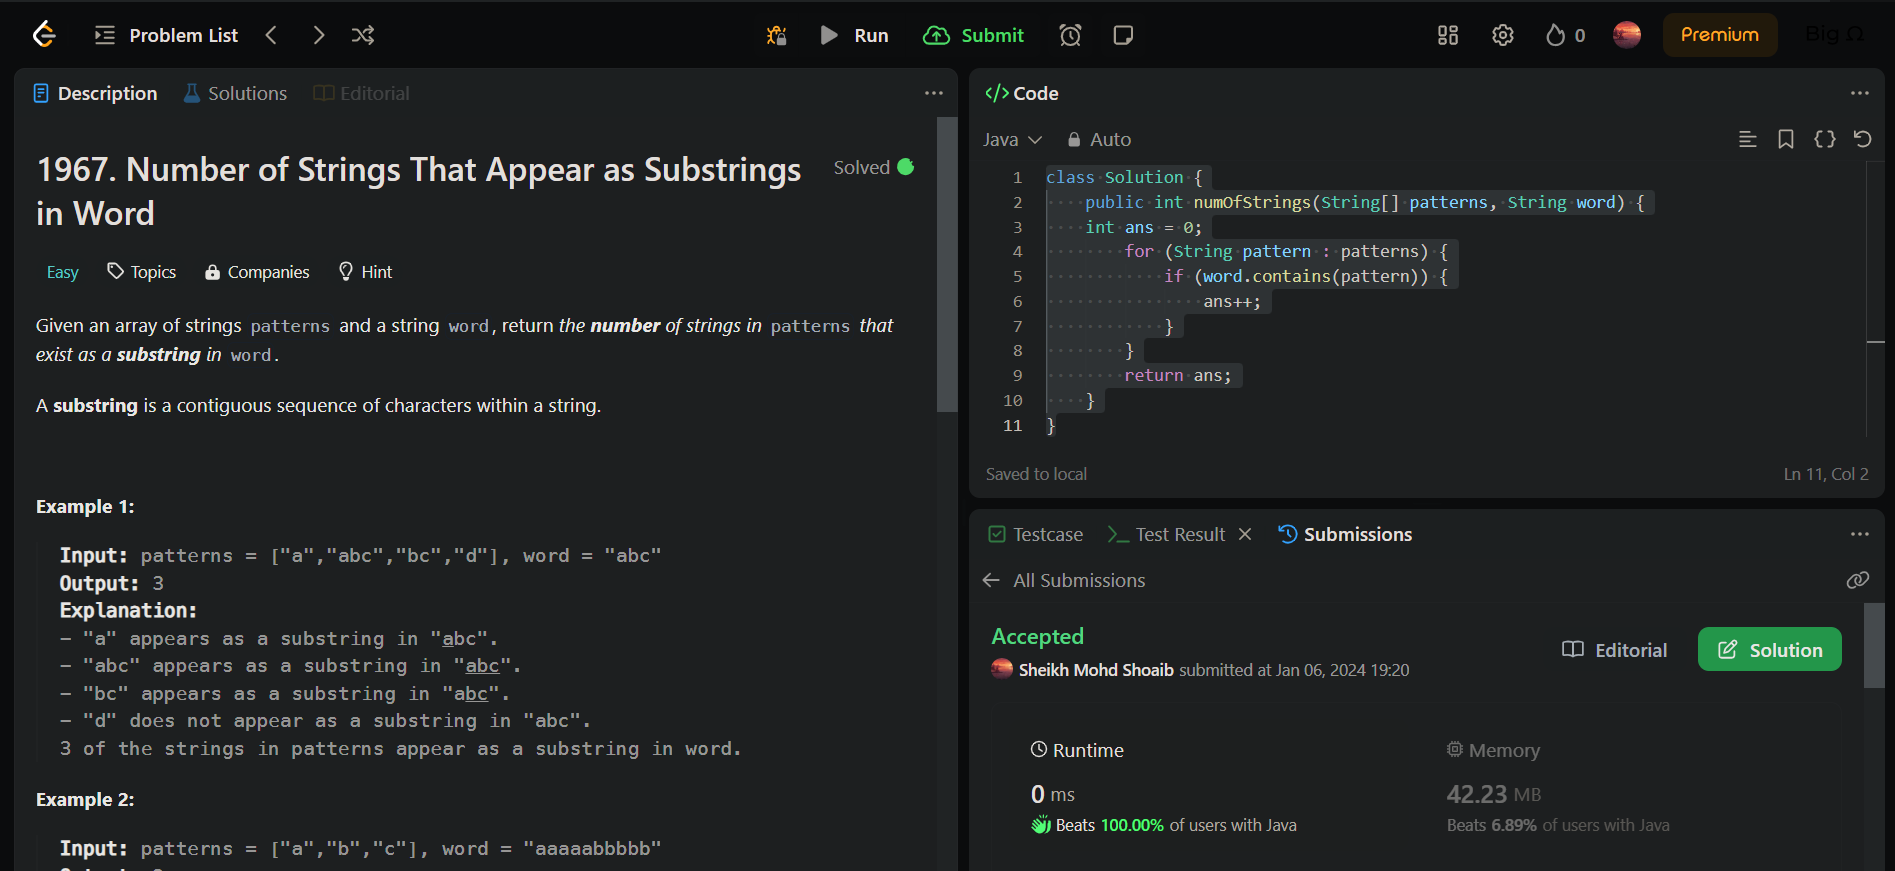 Problem List
Run
Submit
0
Premium
Big Ω
Description
Solutions
Editorial
1967. Number of Strings That Appear as Substrings
in Word
Solved
Easy
Topics
Companies
Hint
Given an array of strings patterns and a string word, return the number of strings in patterns that
exist as a substring in word.
A substring is a contiguous sequence of characters within a string.
Example 1:
Input: patterns = ["a","abc","bc","d"], word = "abc"
Output: 3
Explanation:
- "a" appears as a substring in "abc".
- "abc" appears as a substring in "abc".
- "bc" appears as a substring in "abc".
- "d" does not appear as a substring in "abc".
3 of the strings in patterns appear as a substring in word.
Example 2:
Input: patterns = ["a","b","c"], word = "aaaaabbbbb"
</> Code
Java
Auto
1 class Solution {
2     public int numOfStrings(String[] patterns, String word) {
3     int ans = 0;
4         for (String pattern : patterns) {
5             if (word.contains(pattern)) {
6                 ans++;
7             }
8         }
9         return ans;
10     }
11 }
Saved to local
Ln 11, Col 2
Testcase
Test Result
Submissions
All Submissions
Accepted
Sheikh Mohd Shoaib submitted at Jan 06, 2024 19:20
Editorial
Solution
Runtime
0 ms
Beats 100.00% of users with Java
Memory
42.23 MB
Beats 6.89% of users with Java